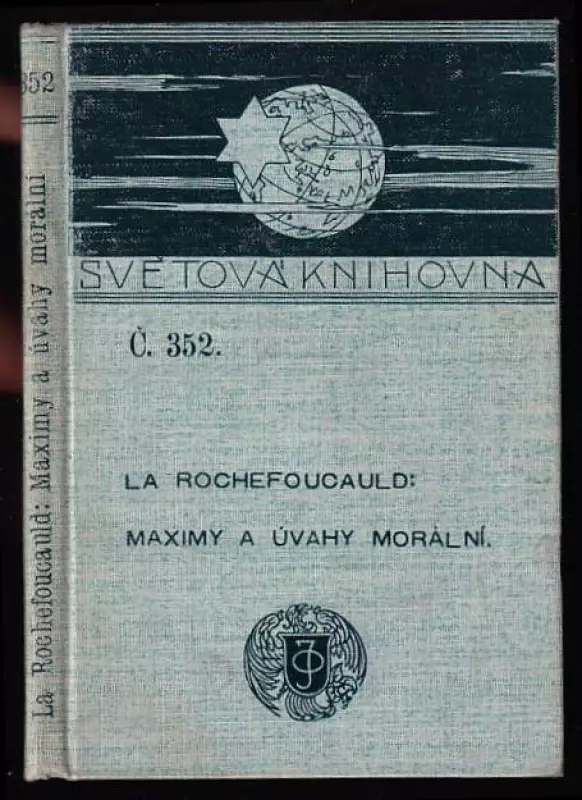 352
La Rochefoucauld: Maximy a úvahy morální
SVĚTOVÁ KNIHOVNA
Č. 352.
LA ROCHEFOUCAULD:
MAXIMY A ÚVAHY MORÁLNÍ.